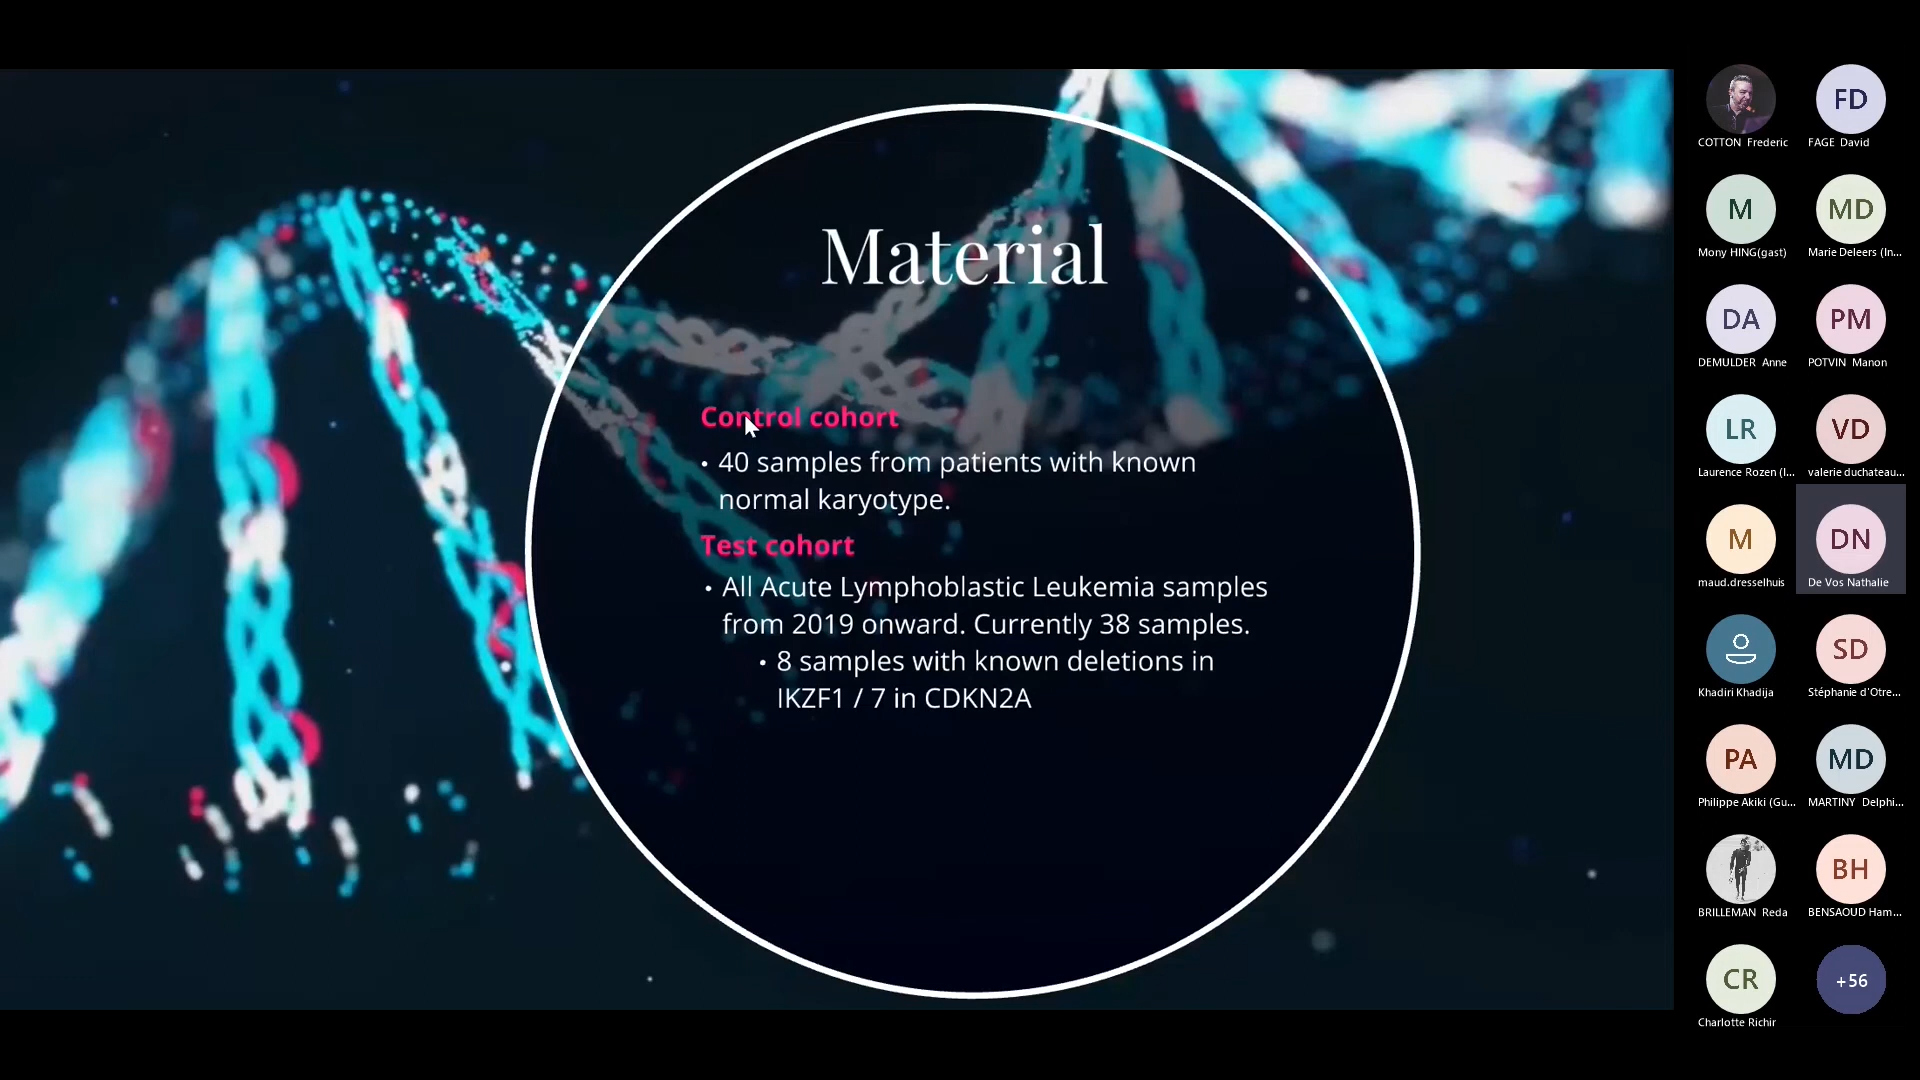 Material
Control cohort
• 40 samples from patients with known
normal karyotype.
Test cohort
• All Acute Lymphoblastic Leukemia samples
from 2019 onward. Currently 38 samples.
• 8 samples with known deletions in
IKZF1 / 7 in CDKN2A
COTTON Frederic
FD
FAGE David
M
Mony HING(gast)
MD
Marie Deleers (In...
DA
DEMULDER Anne
PM
POTVIN Manon
LR
Laurence Rozen (I...
VD
valerie duchateau...
M
maud.dresselhuis
DN
De Vos Nathalie
Khadiri Khadija
SD
Stéphanie d'Otre...
PA
Philippe Akiki (Gu...
MD
MARTINY Delphi...
BRILLEMAN Reda
BH
BENSAOUD Ham...
CR
Charlotte Richir
+56